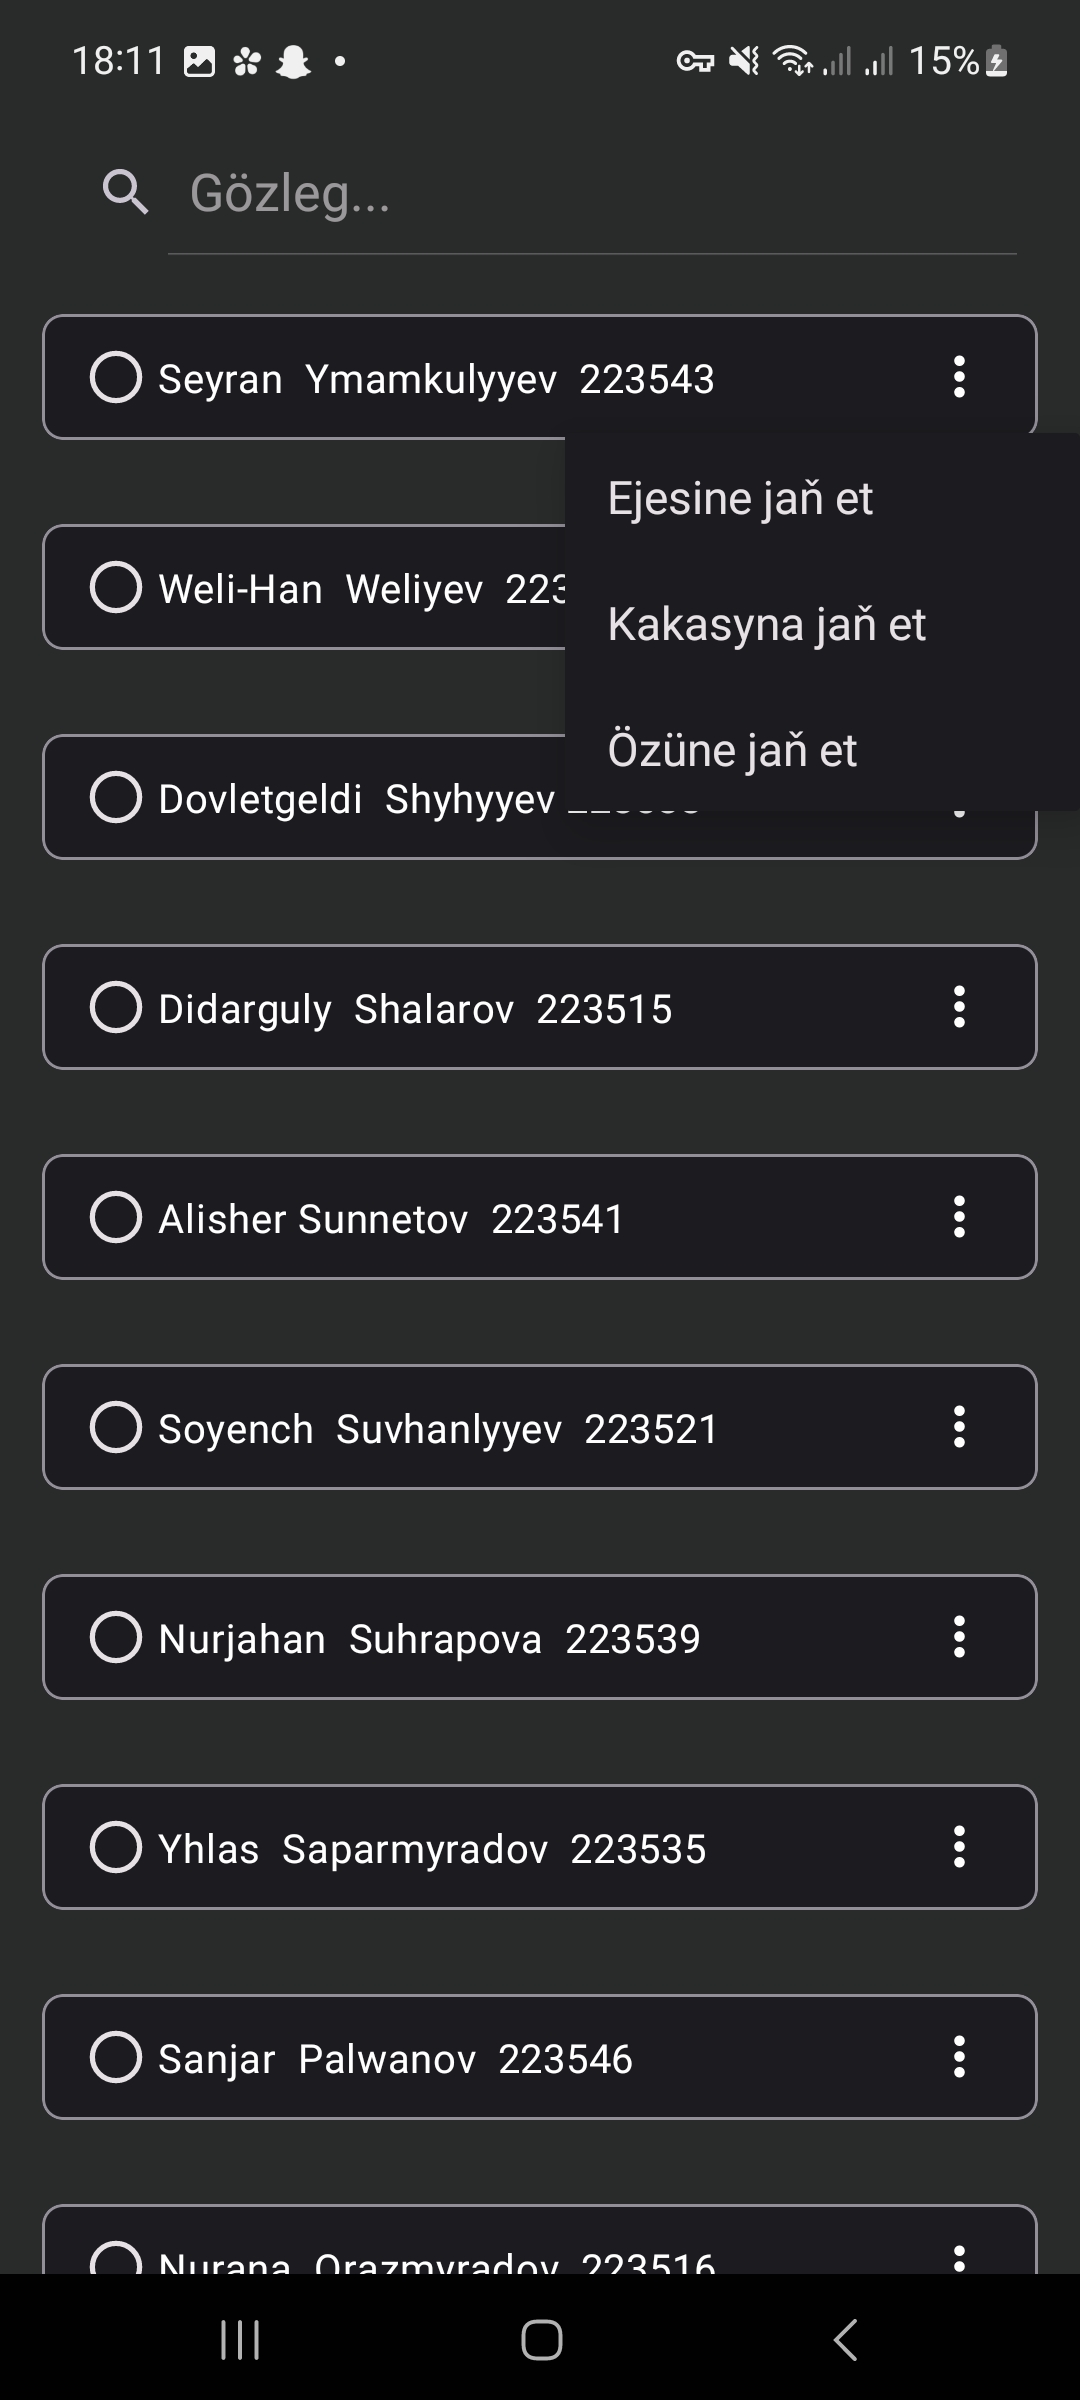 18:11 15%
Gözleg...
Seyran Ymamkulyyev 223543
Ejesine jaň et
Weli-Han Weliyev 223
Kakasyna jaň et
Özüne jaň et
Dovletgeldi Shyhyyev
Didarguly Shalarov 223515
Alisher Sunnetov 223541
Soyench Suvhanlyyev 223521
Nurjahan Suhrapova 223539
Yhlas Saparmyradov 223535
Sanjar Palwanov 223546
Nurana Orazmyradov 223516